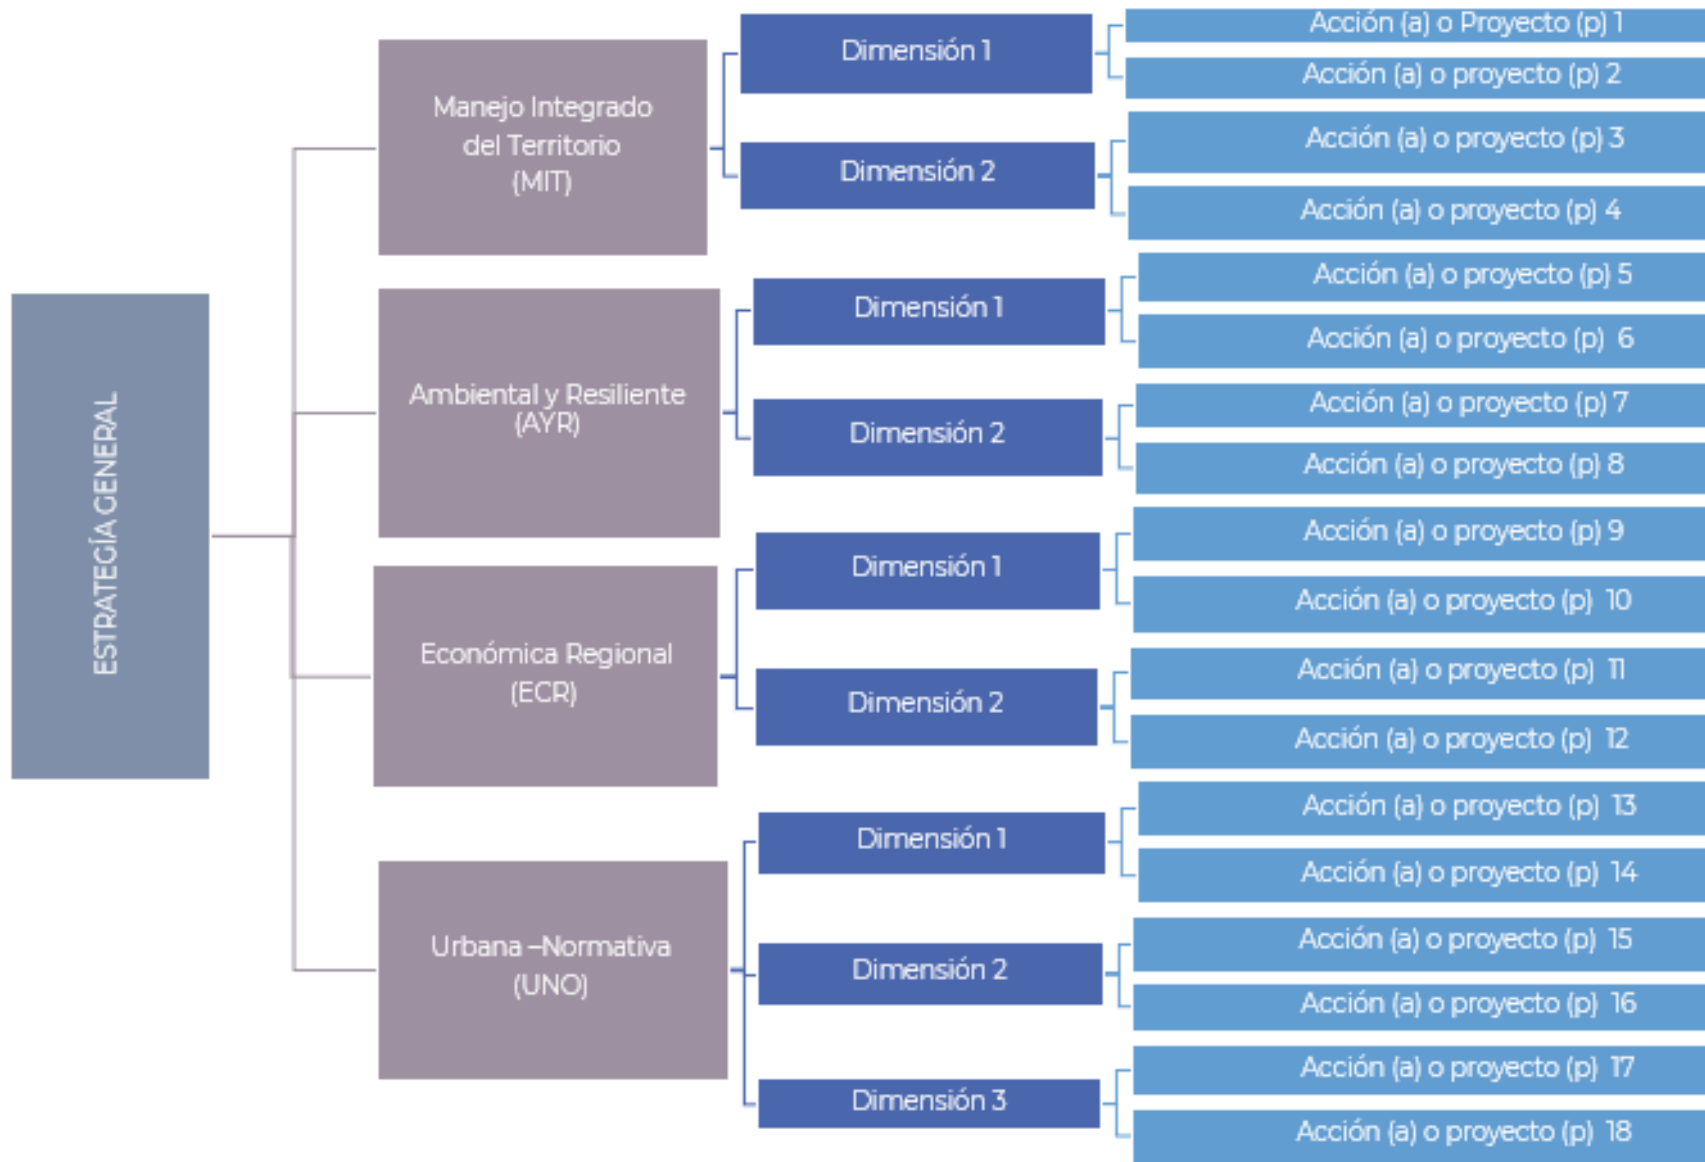 ESTRATEGÍA GENERAL
Manejo Integrado
del Territorio
(MIT)
Dimensión 1
Acción (a) o Proyecto (p) 1
Acción (a) o proyecto (p) 2
Dimensión 2
Acción (a) o proyecto (p) 3
Acción (a) o proyecto (p) 4
Ambiental y Resiliente
(AYR)
Dimensión 1
Acción (a) o proyecto (p) 5
Acción (a) o proyecto (p) 6
Dimensión 2
Acción (a) o proyecto (p) 7
Acción (a) o proyecto (p) 8
Económica Regional
(ECR)
Dimensión 1
Acción (a) o proyecto (p) 9
Acción (a) o proyecto (p) 10
Dimensión 2
Acción (a) o proyecto (p) 11
Acción (a) o proyecto (p) 12
Urbana –Normativa
(UNO)
Dimensión 1
Acción (a) o proyecto (p) 13
Acción (a) o proyecto (p) 14
Dimensión 2
Acción (a) o proyecto (p) 15
Acción (a) o proyecto (p) 16
Dimensión 3
Acción (a) o proyecto (p) 17
Acción (a) o proyecto (p) 18